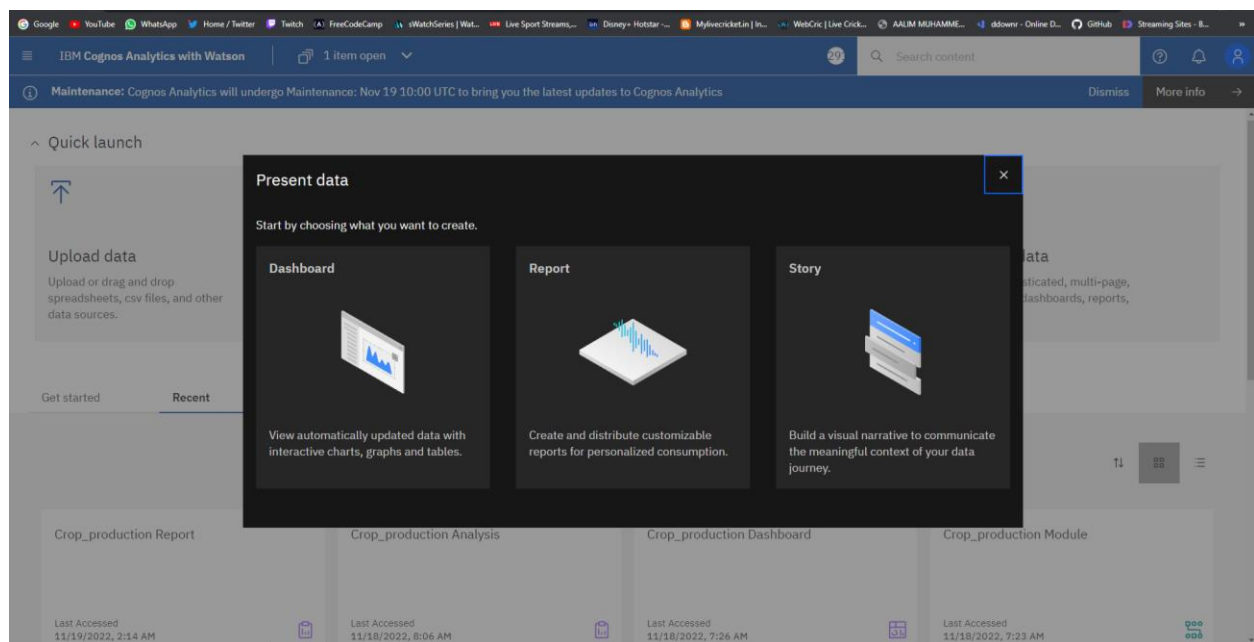 Google YouTube WhatsApp Home / Twitter Twitch FreeCodeCamp sWatchSeries | Wat... Live Sport Streams,... Disney+ Hotstar -... Mylivecricket.in | In... WebCric | Live Crick... AALIM MUHAMME... ddownr - Online D... GitHub Streaming Sites - B... »
IBM Cognos Analytics with Watson 1 item open 29 Search content
Maintenance: Cognos Analytics will undergo Maintenance: Nov 19 10:00 UTC to bring you the latest updates to Cognos Analytics Dismiss More info
Quick launch
Present data
Start by choosing what you want to create.
Upload data
Upload or drag and drop
spreadsheets, csv files, and other
data sources.
Dashboard
View automatically updated data with
interactive charts, graphs and tables.
Report
Create and distribute customizable
reports for personalized consumption.
Story
Build a visual narrative to communicate
the meaningful context of your data
journey.
data
multi-page,
dashboards, reports,
Get started Recent
Crop_production Report
Last Accessed
11/19/2022, 2:14 AM
Crop_production Analysis
Last Accessed
11/18/2022, 8:06 AM
Crop_production Dashboard
Last Accessed
11/18/2022, 7:26 AM
Crop_production Module
Last Accessed
11/18/2022, 7:23 AM